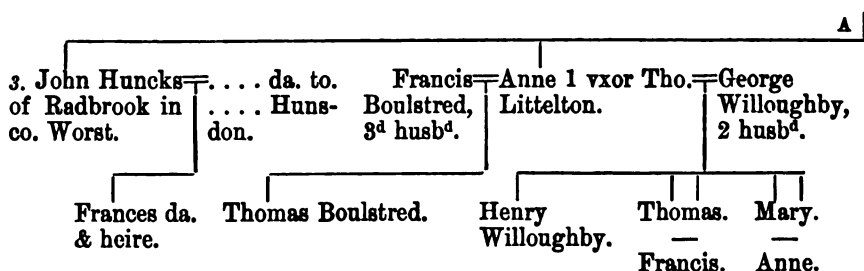 A
3. John Huncks
of Radbrook in
co. Worst.
. . . . da. to.
. . . . Huns-
don.
Francis
Boulstred,
3d husbd.
Anne 1 vxor Tho.
Littelton.
George
Willoughby,
2 husbd.
Frances da.
& heire.
Thomas Boulstred.
Henry
Willoughby.
Thomas.
Francis.
Mary.
Anne.